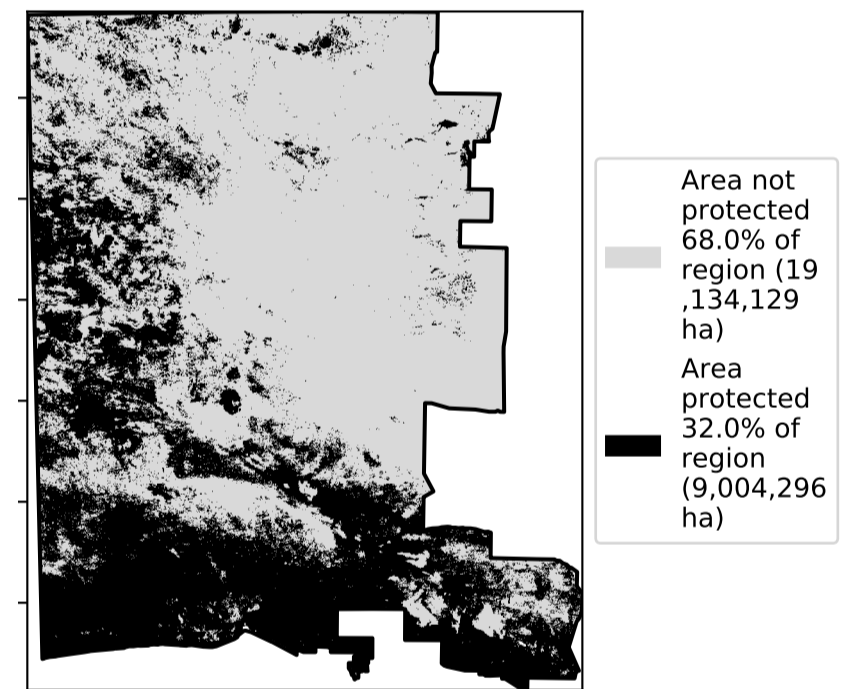 Area not
protected
68.0% of
region (19
,134,129
ha)
Area
protected
32.0% of
region
(9,004,296
ha)